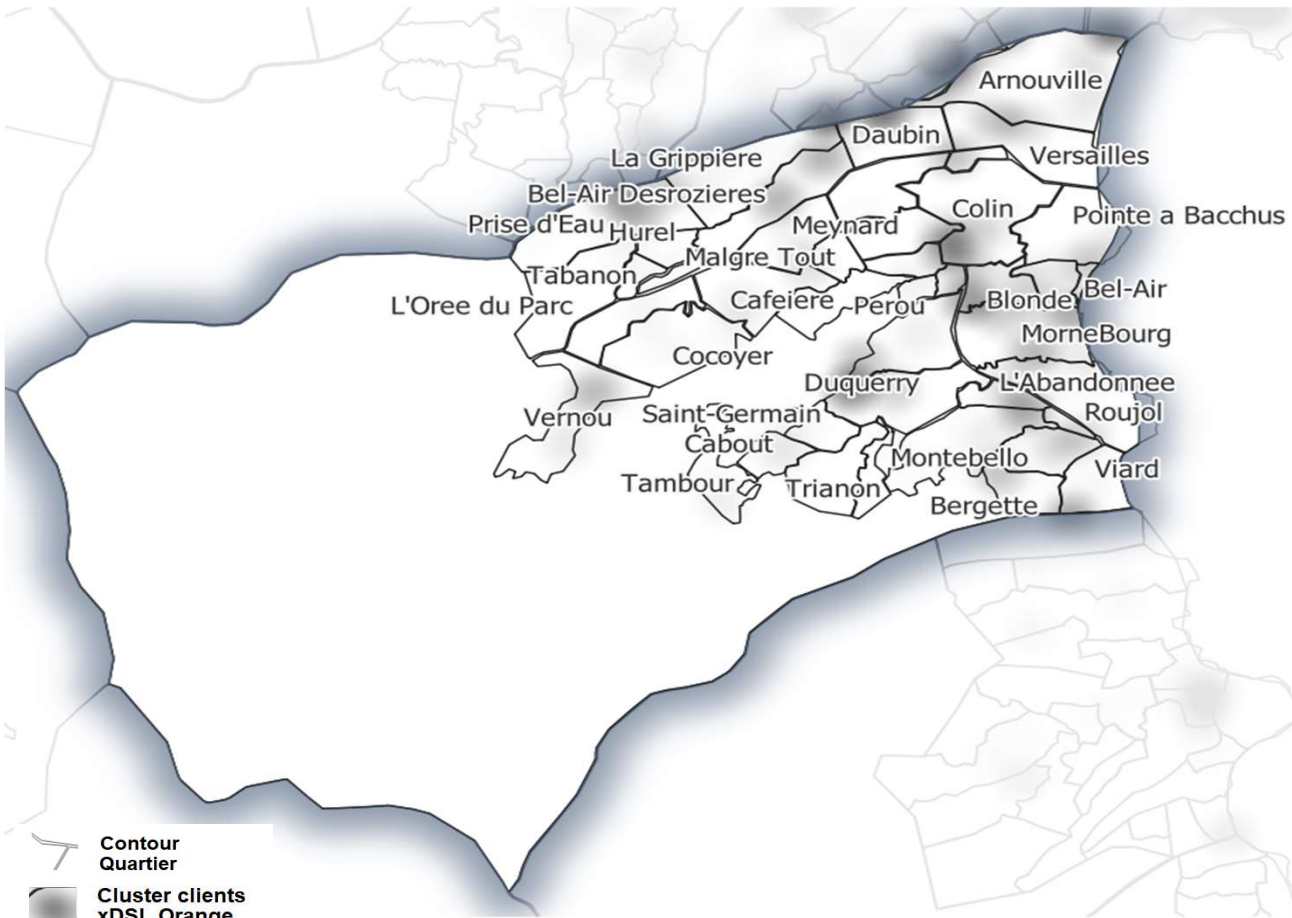 Arnouville
Daubin
Versailles
La Grippiere
Bel-Air Desrozieres
Colin
Pointe a Bacchus
Prise d'Eau
Hurel
Meynard
Malgre Tout
Tabanon
L'Oree du Parc
Cafeiere
Perou
Blonde
Bel-Air
MorneBourg
Cocoyer
Duquerry
L'Abandonnee
Vernou
Saint-Germain
Roujol
Cabout
Montebello
Viard
Tambour
Trianon
Bergette
Contour
Quartier
Cluster clients
xDSL Orange